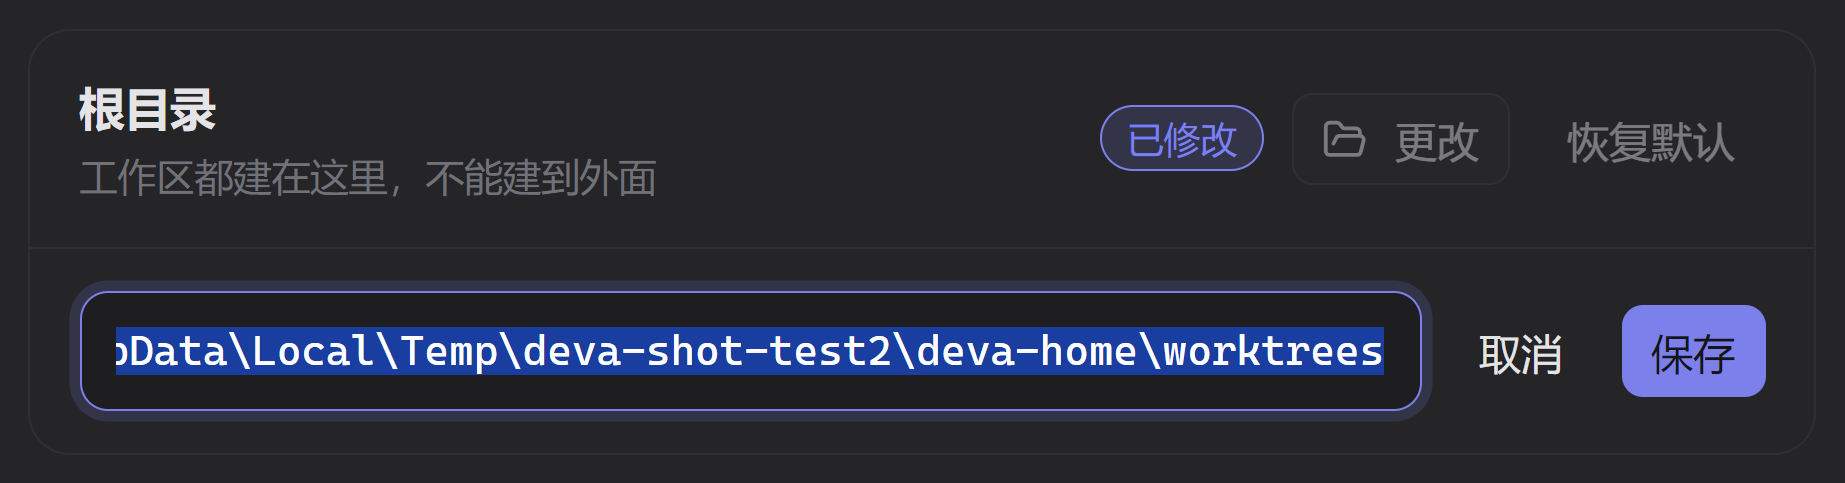 根目录
工作区都建在这里，不能建到外面
已修改
更改
恢复默认
pData\Local\Temp\deva-shot-test2\deva-home\worktrees
取消
保存